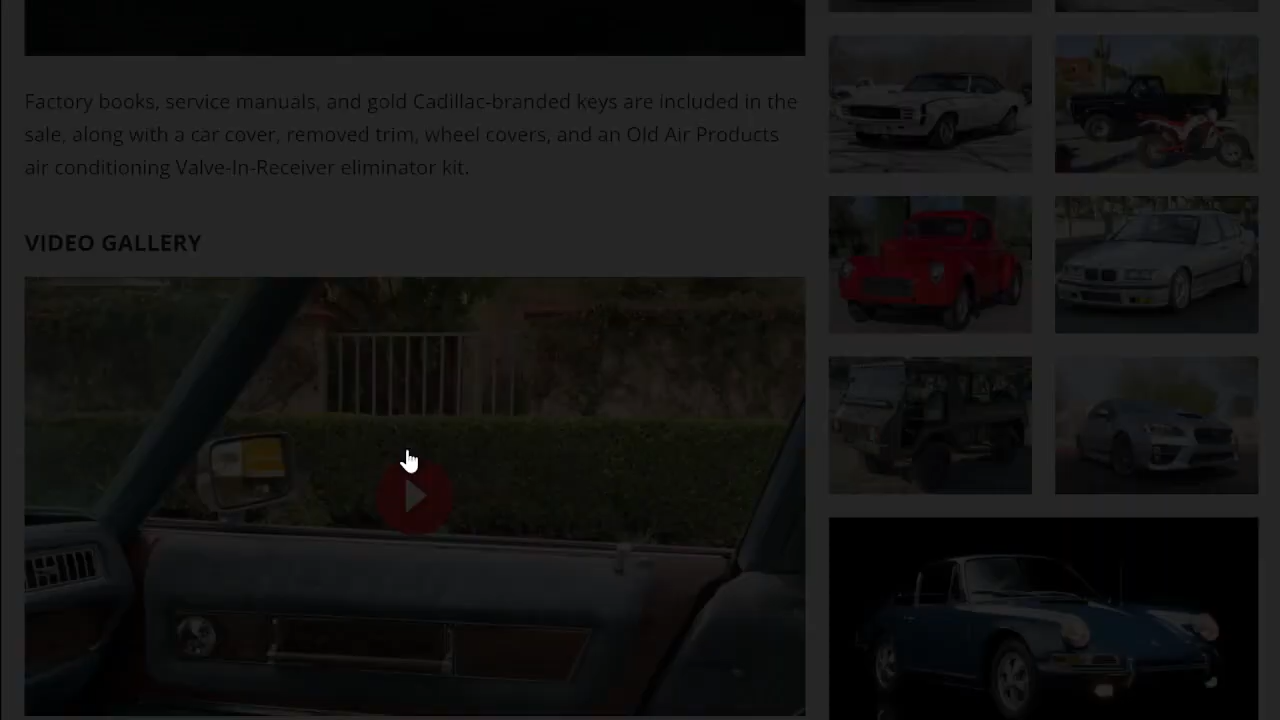 Factory books, service manuals, and gold Cadillac-branded keys are included in the
sale, along with a car cover, removed trim, wheel covers, and an Old Air Products
air conditioning Valve-In-Receiver eliminator kit.
VIDEO GALLERY